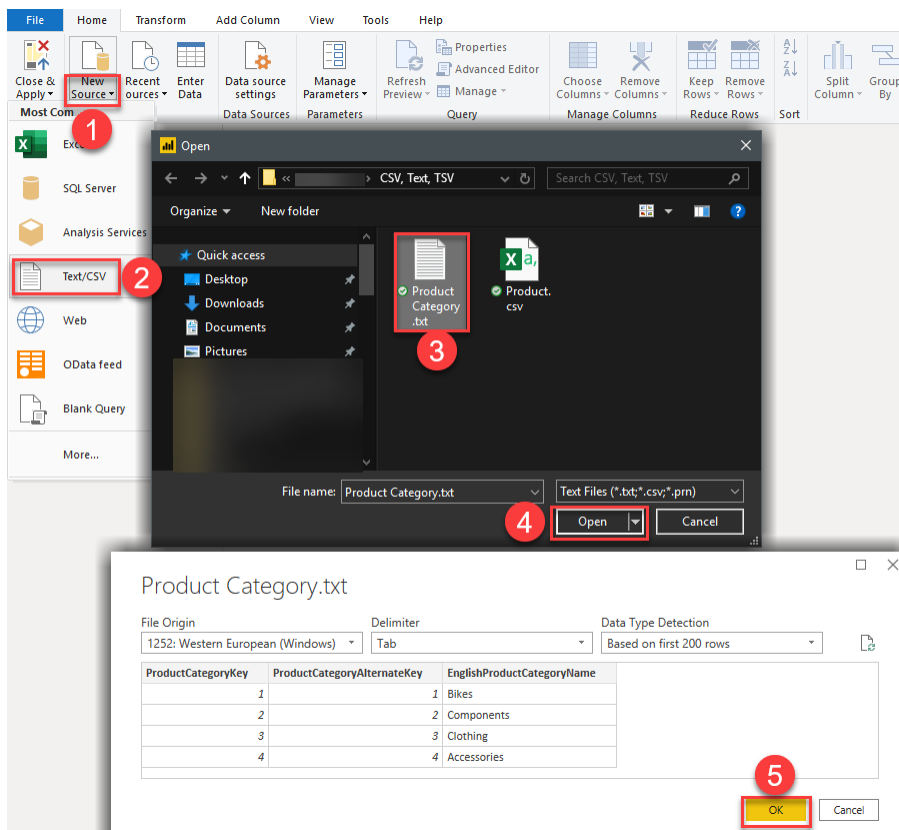 File Home Transform Add Column View Tools Help
Close & Apply
New Source
Recent ources
Enter Data
Data source settings
Manage Parameters
Refresh Preview
Properties
Advanced Editor
Manage
Choose Columns
Remove Columns
Keep Rows
Remove Rows
Split Column
Group By
Data Sources Parameters Query Manage Columns Reduce Rows Sort
Most Com
1
Exc
SQL Server
Analysis Services
Text/CSV
2
Web
OData feed
Blank Query
More...
Open
« › CSV, Text, TSV
Search CSV, Text, TSV
Organize New folder
?
Quick access
Desktop
Downloads
Documents
Pictures
Product
Category
.txt
3
X a,
Product.
csv
File name: Product Category.txt
Text Files (*.txt;*.csv;*.prn)
4
Open Cancel
Product Category.txt
File Origin Delimiter Data Type Detection
1252: Western European (Windows) Tab Based on first 200 rows
ProductCategoryKey ProductCategoryAlternateKey EnglishProductCategoryName
1 1 Bikes
2 2 Components
3 3 Clothing
4 4 Accessories
5
OK Cancel